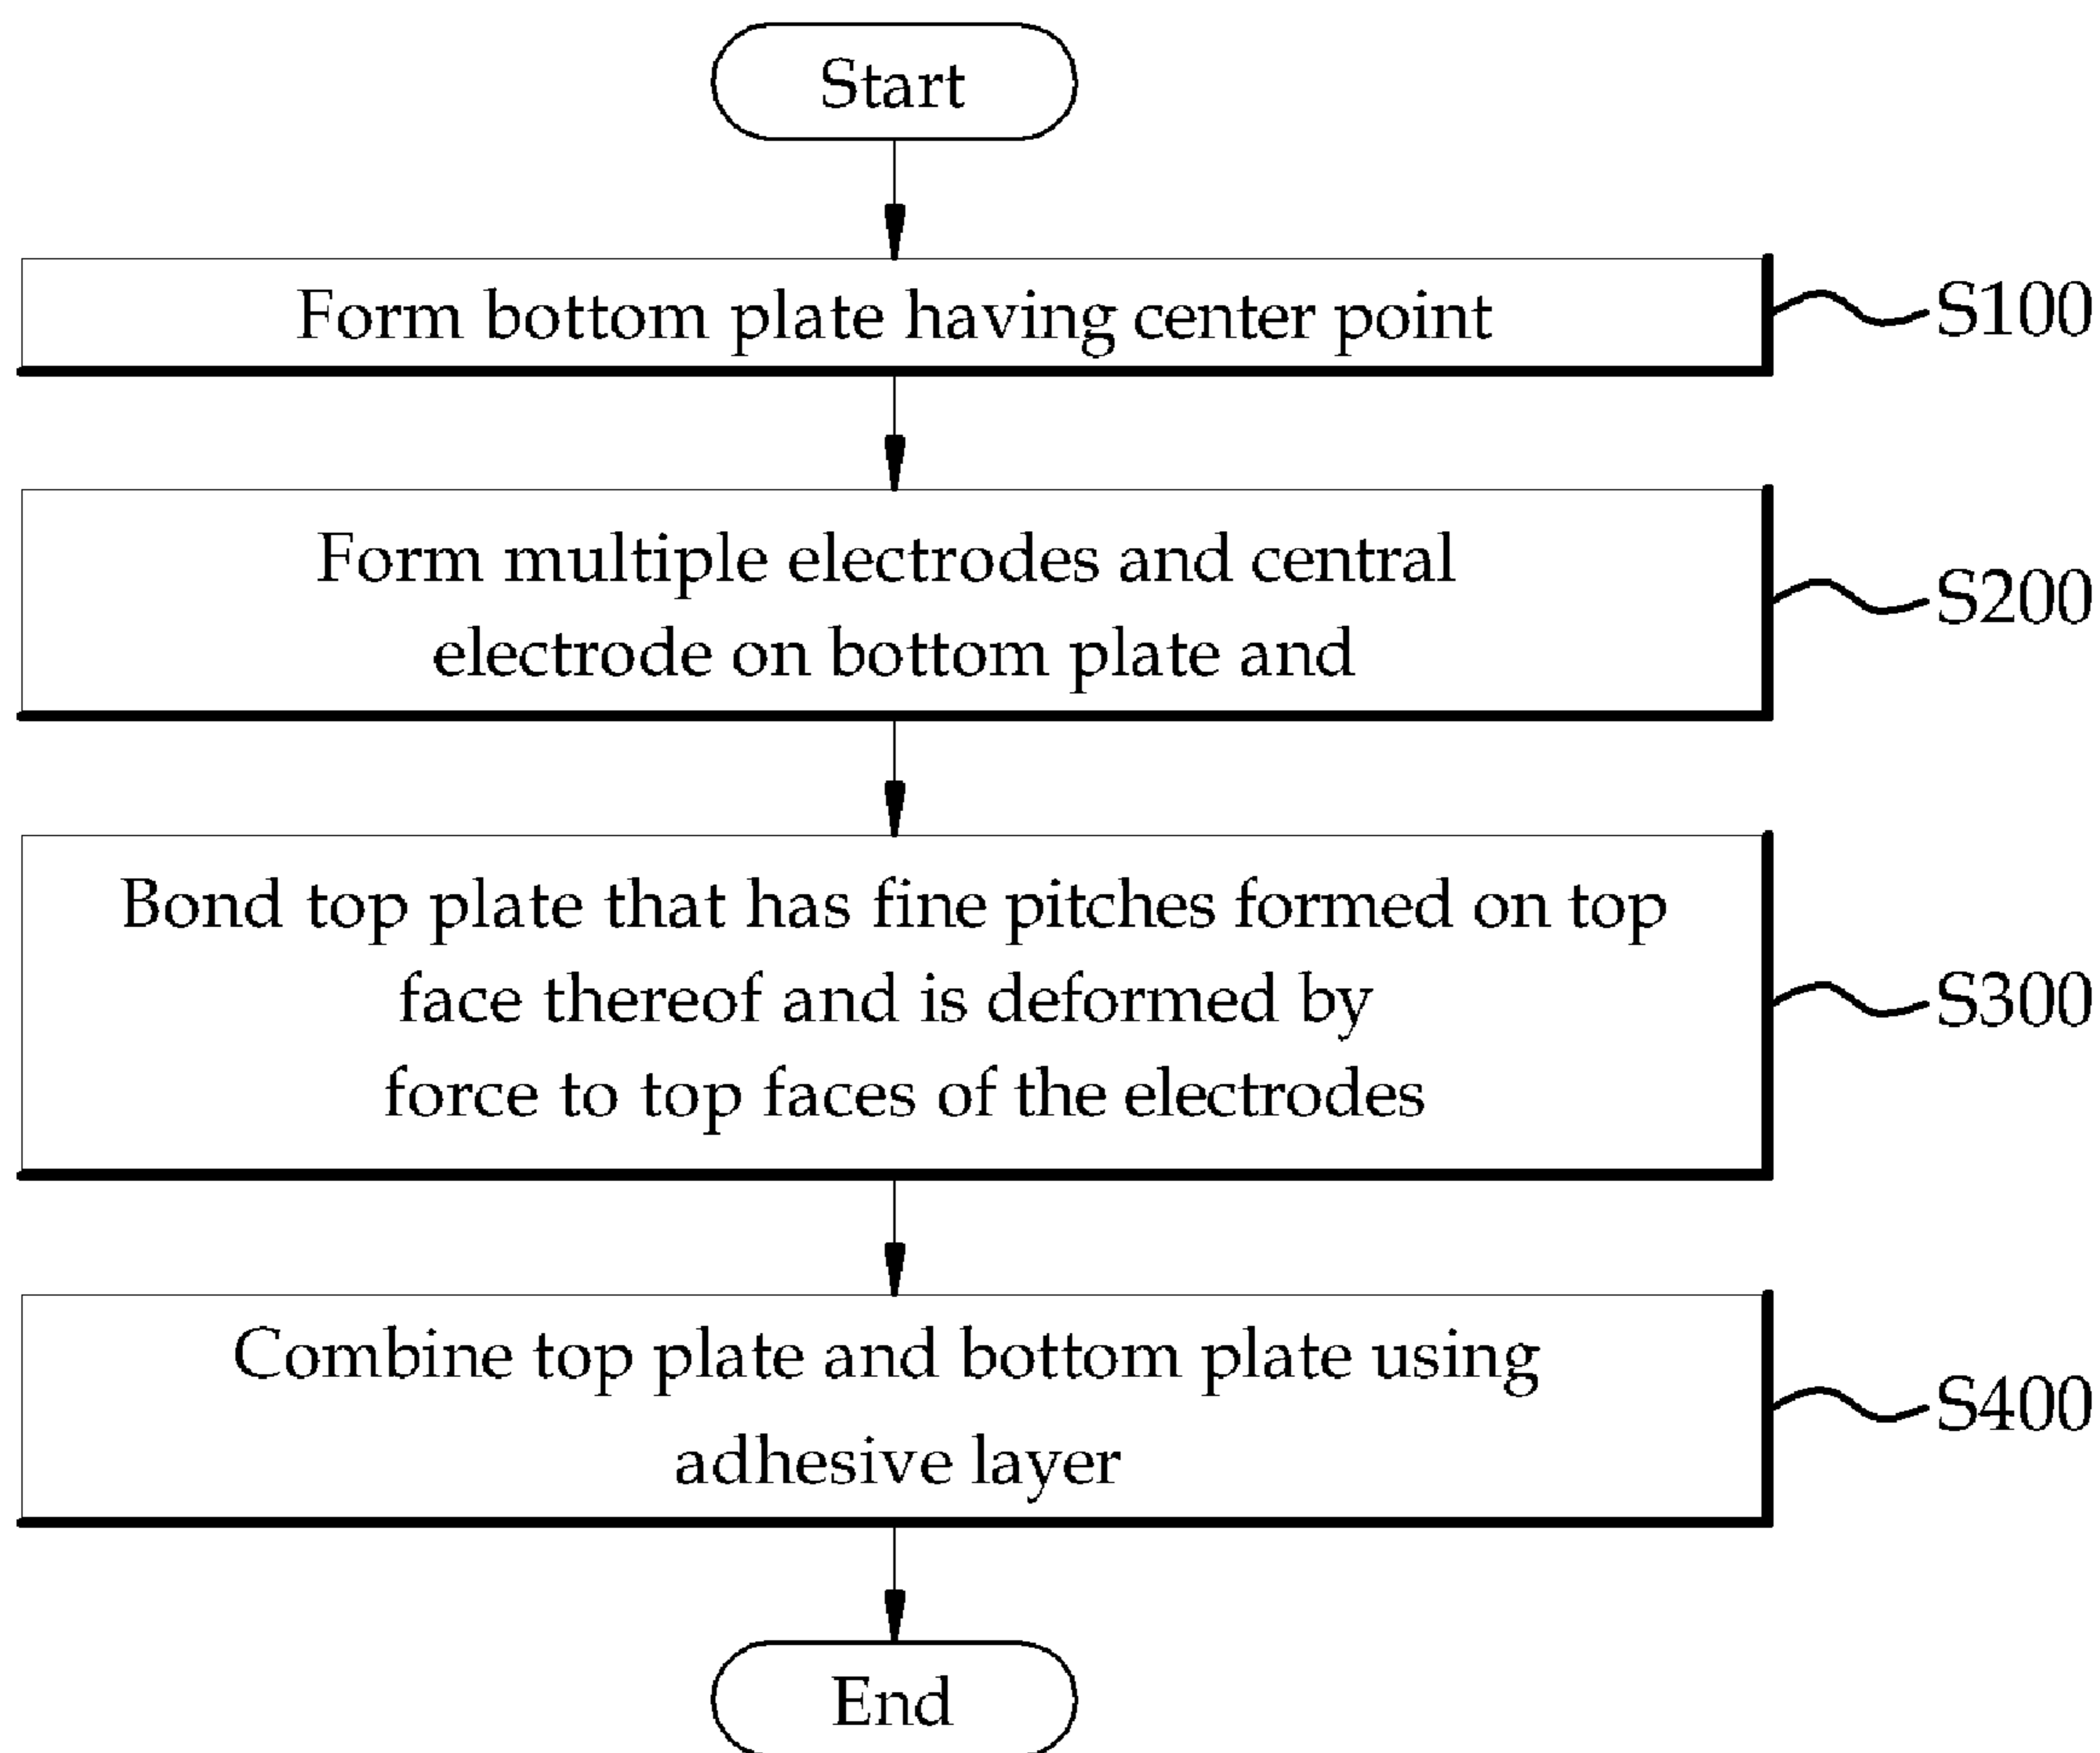 Start
Form bottom plate having center point
S100
Form multiple electrodes and central
electrode on bottom plate and
S200
Bond top plate that has fine pitches formed on top
face thereof and is deformed by
force to top faces of the electrodes
S300
Combine top plate and bottom plate using
adhesive layer
S400
End